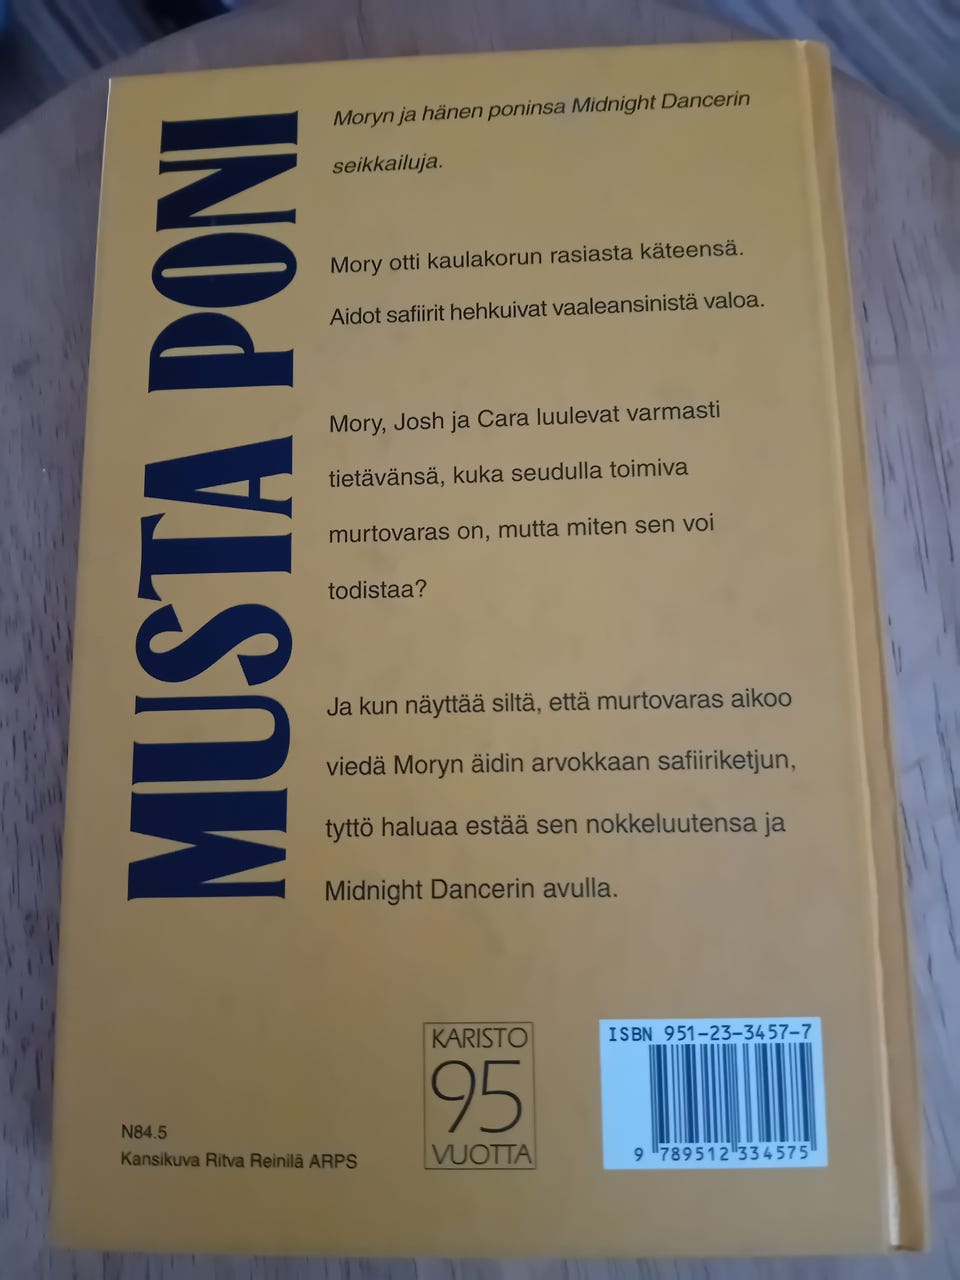 MUSTA PONI
Moryn ja hänen poninsa Midnight Dancerin
seikkailuja.
Mory otti kaulakorun rasiasta käteensä.
Aidot safiirit hehkuivat vaaleansinistä valoa.
Mory, Josh ja Cara luulevat varmasti
tietävänsä, kuka seudulla toimiva
murtovaras on, mutta miten sen voi
todistaa?
Ja kun näyttää siltä, että murtovaras aikoo
viedä Moryn äidin arvokkaan safiiriketjun,
tyttö haluaa estää sen nokkeluutensa ja
Midnight Dancerin avulla.
N84.5
Kansikuva Ritva Reinilä ARPS
KARISTO
95
VUOTTA
ISBN 951-23-3457-7
9 789512 334575